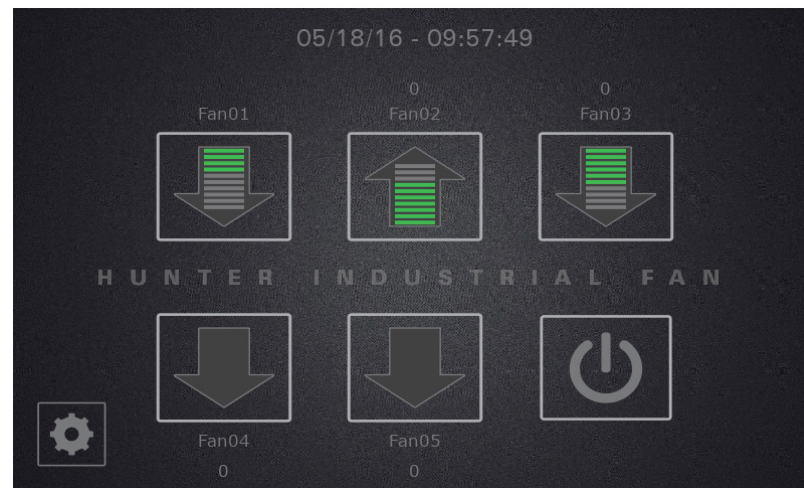 05/18/16 - 09:57:49
0 0
Fan01 Fan02 Fan03
HUNTER INDUSTRIAL FAN
Fan04 Fan05
0 0